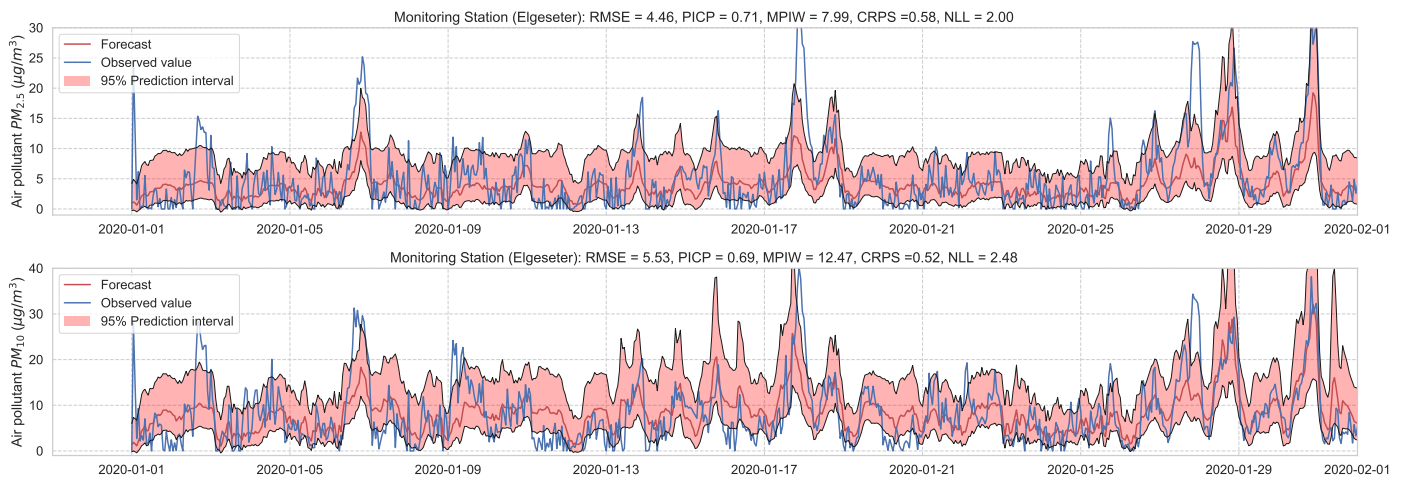 Monitoring Station (Elgeseter): RMSE = 4.46, PICP = 0.71, MPIW = 7.99, CRPS =0.58, NLL = 2.00
Air pollutant PM2.5 (μg/m³)
30
25
20
15
10
5
0
Forecast
Observed value
95% Prediction interval
2020-01-01 2020-01-05 2020-01-09 2020-01-13 2020-01-17 2020-01-21 2020-01-25 2020-01-29 2020-02-01
Monitoring Station (Elgeseter): RMSE = 5.53, PICP = 0.69, MPIW = 12.47, CRPS =0.52, NLL = 2.48
Air pollutant PM10 (μg/m³)
40
30
20
10
0
Forecast
Observed value
95% Prediction interval
2020-01-01 2020-01-05 2020-01-09 2020-01-13 2020-01-17 2020-01-21 2020-01-25 2020-01-29 2020-02-01